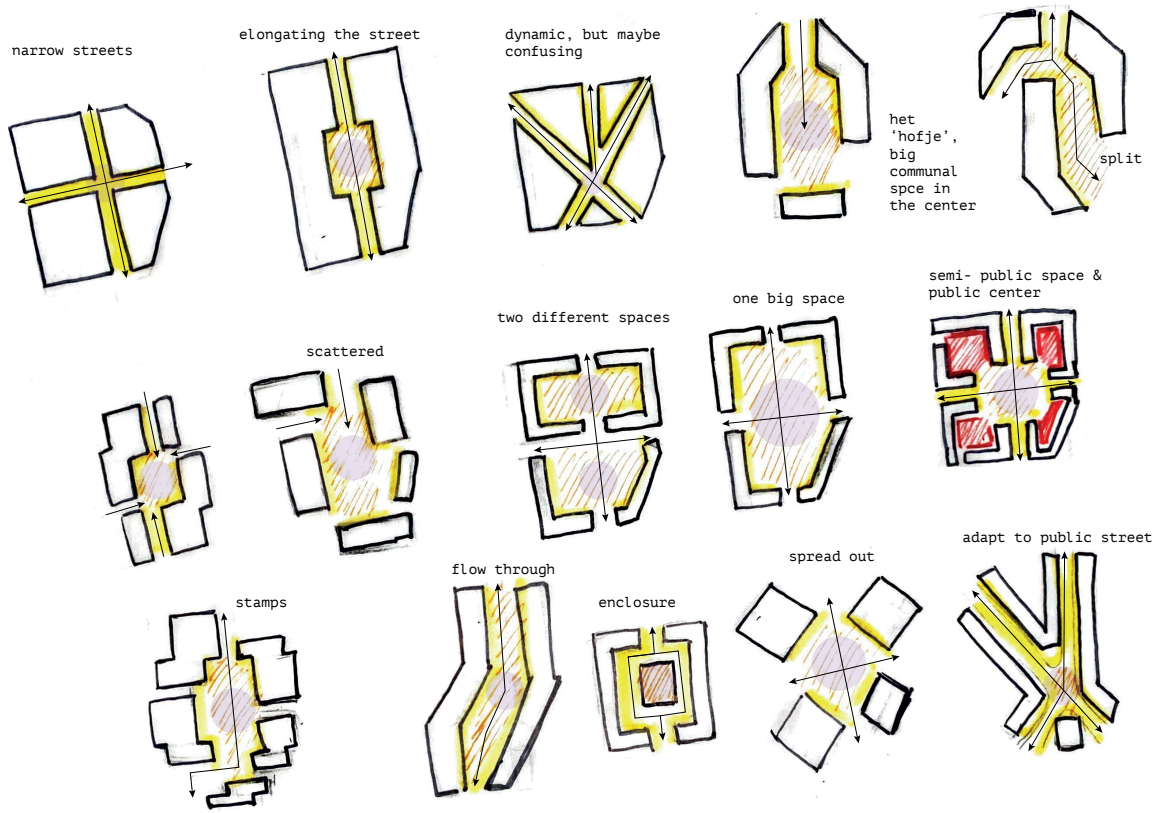 narrow streets
elongating the street
dynamic, but maybe
confusing
het
‘hofje’,
big
communal
spce in
the center
split
scattered
two different spaces
one big space
semi- public space &
public center
stamps
flow through
enclosure
spread out
adapt to public street